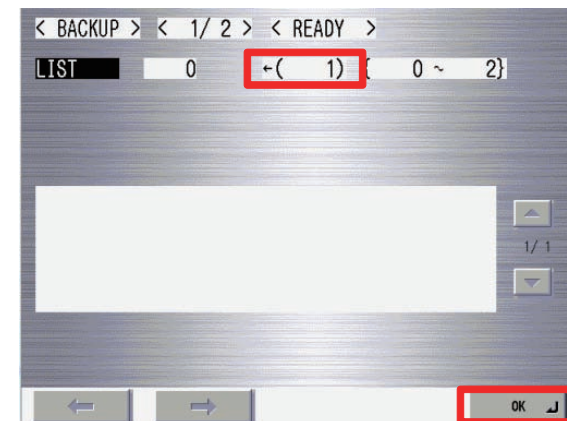 < BACKUP > < 1/ 2 > < READY >
LIST 0 ←( 1) { 0 ~ 2}
1/ 1
OK ↵